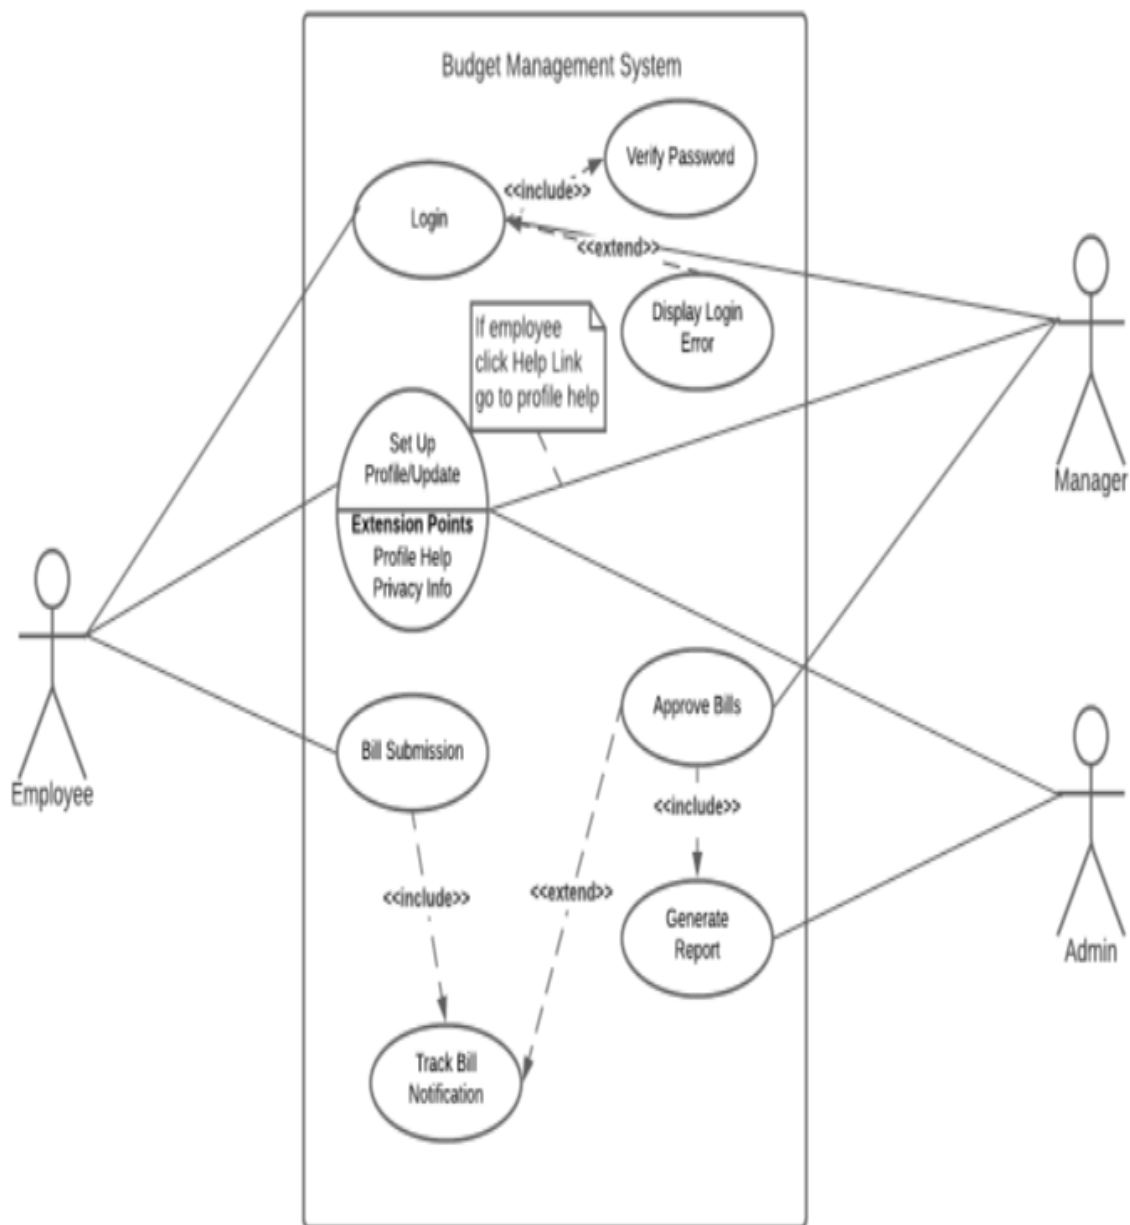 Budget Management System
Verify Password
<<include>>
Login
<<extend>>
Display Login
Error
If employee
click Help Link
go to profile help
Set Up
Profile/Update
Extension Points
Profile Help
Privacy Info
Manager
Employee
Bill Submission
Approve Bills
<<include>>
<<include>>
<<extend>>
Generate
Report
Admin
Track Bill
Notification